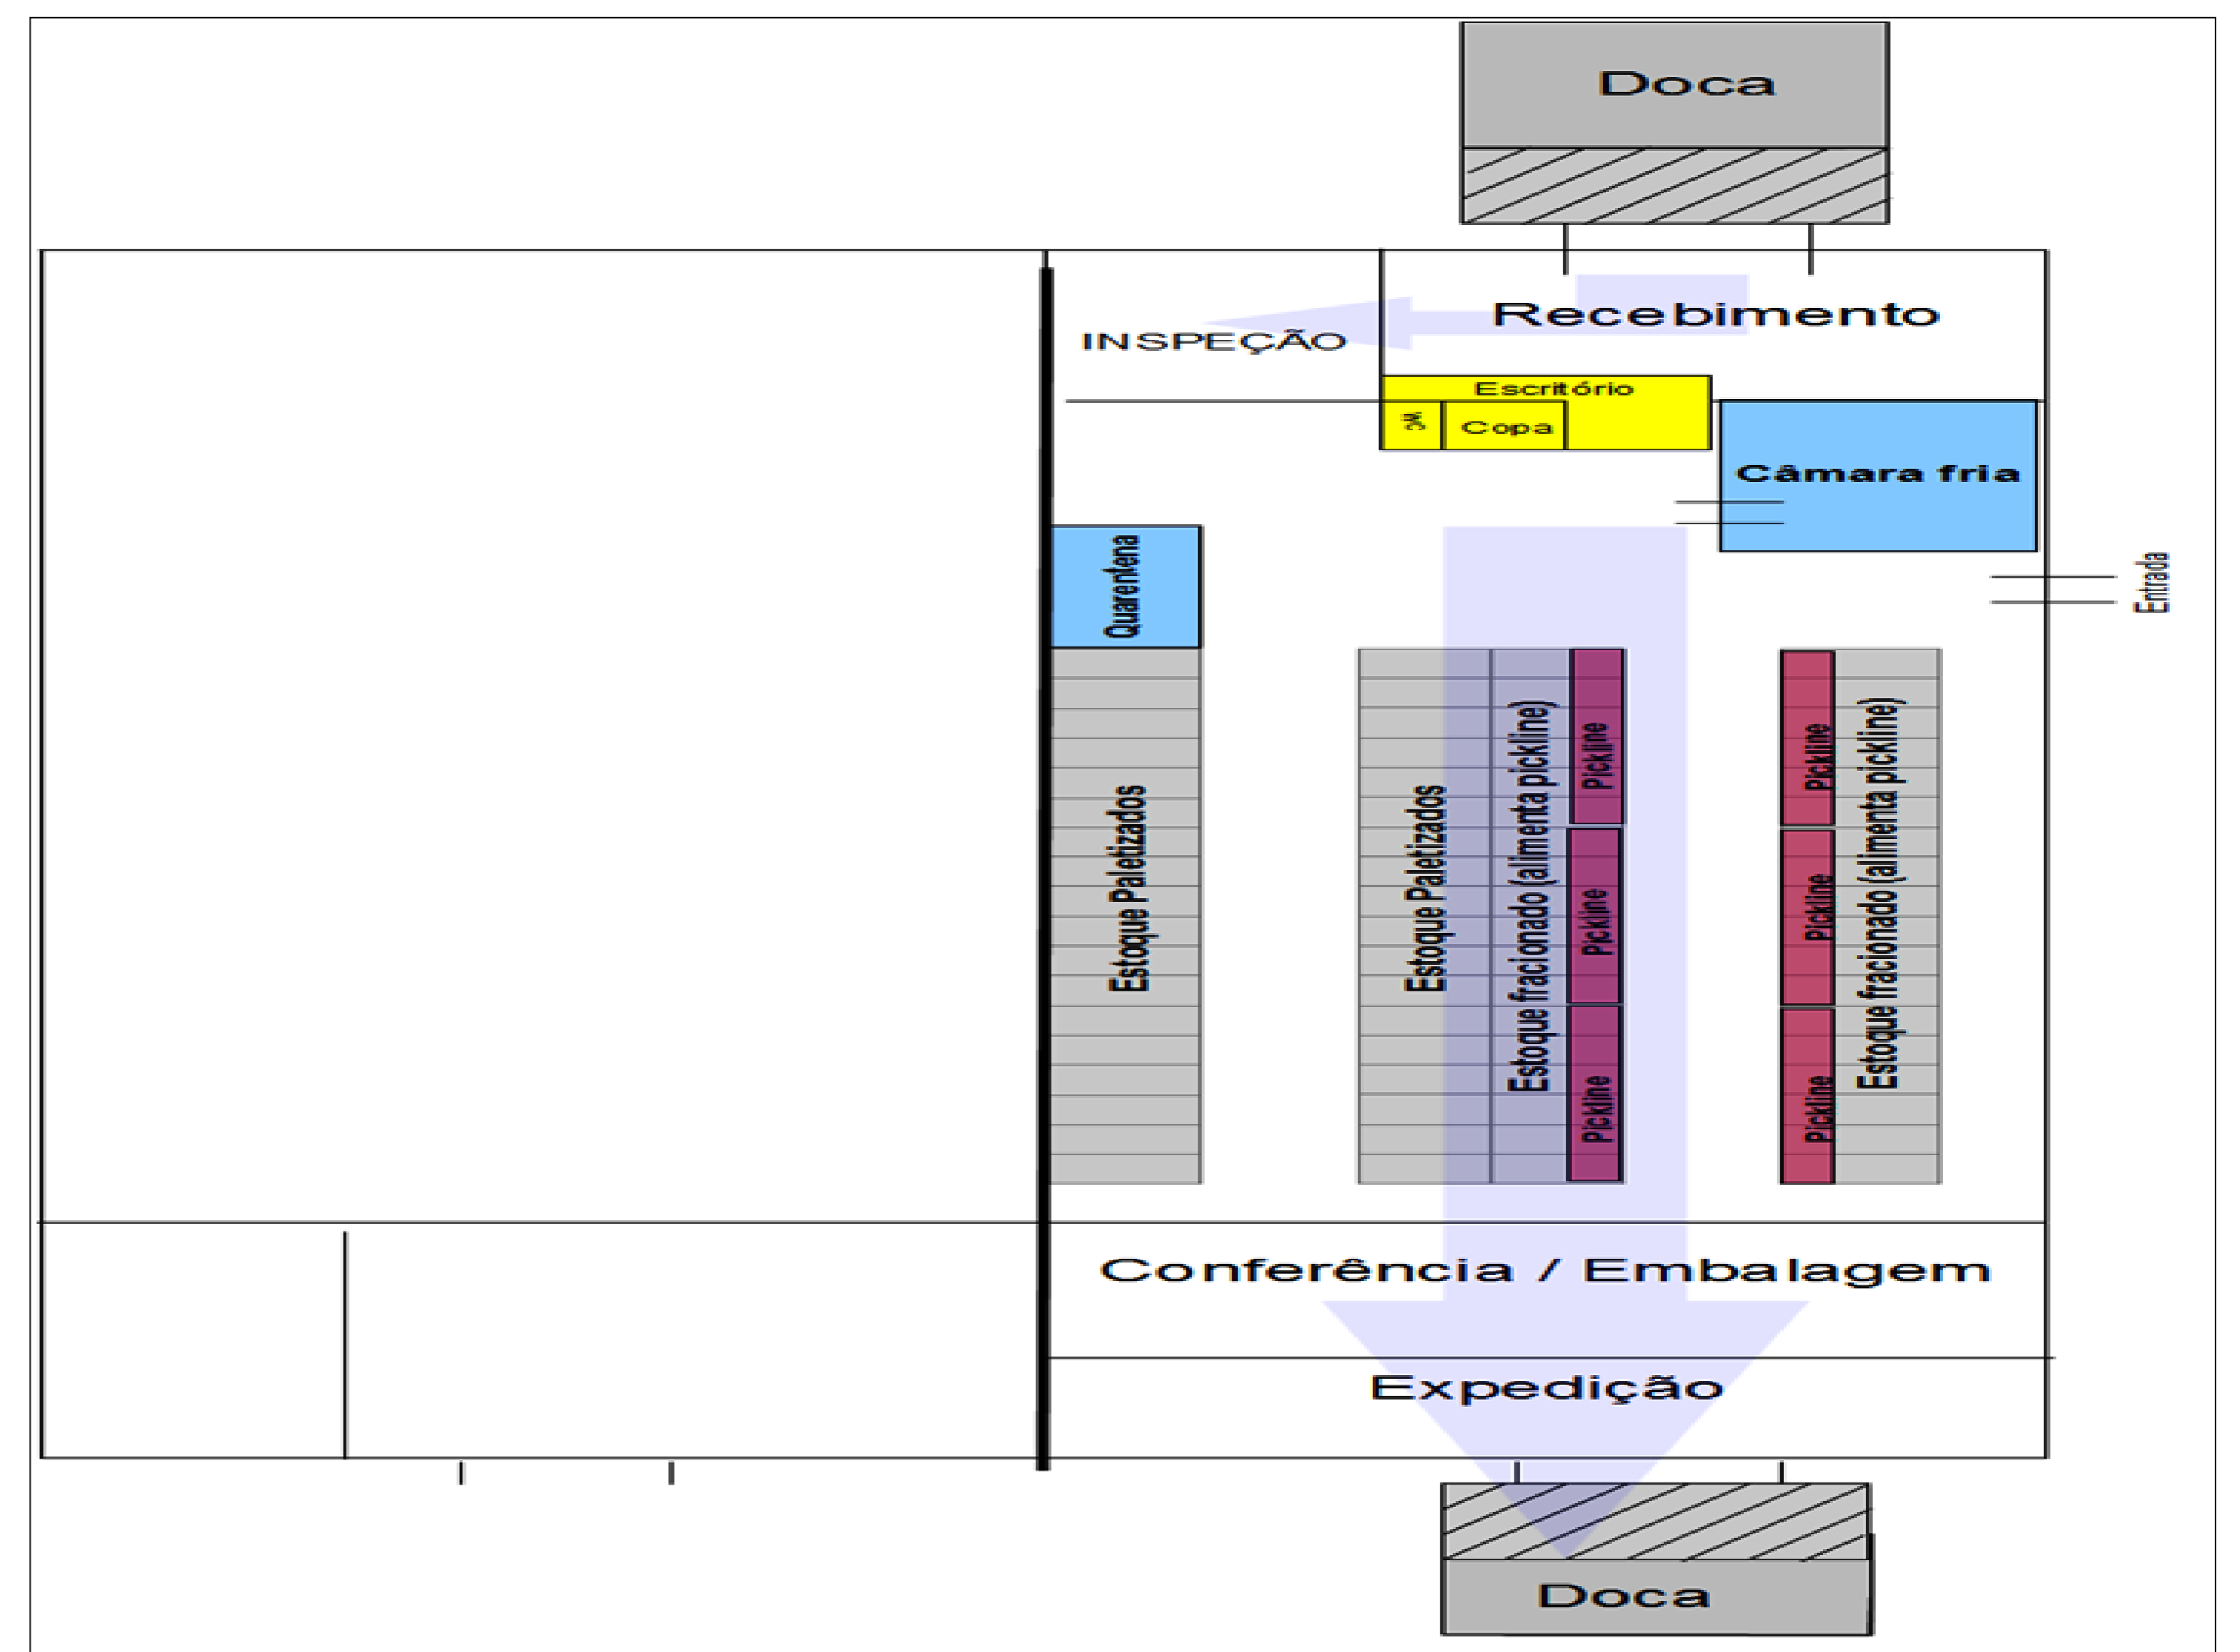 Doca
Recebimento
INSPEÇÃO
Escritório
Wc
Copa
Câmara fria
Quarentena
Entrada
Estoque Paletizados
Estoque Paletizados
Estoque fracionado (alimenta pickline)
Pickline
Pickline
Pickline
Pickline
Pickline
Pickline
Estoque fracionado (alimenta pickline)
Conferência / Embalagem
Expedição
Doca